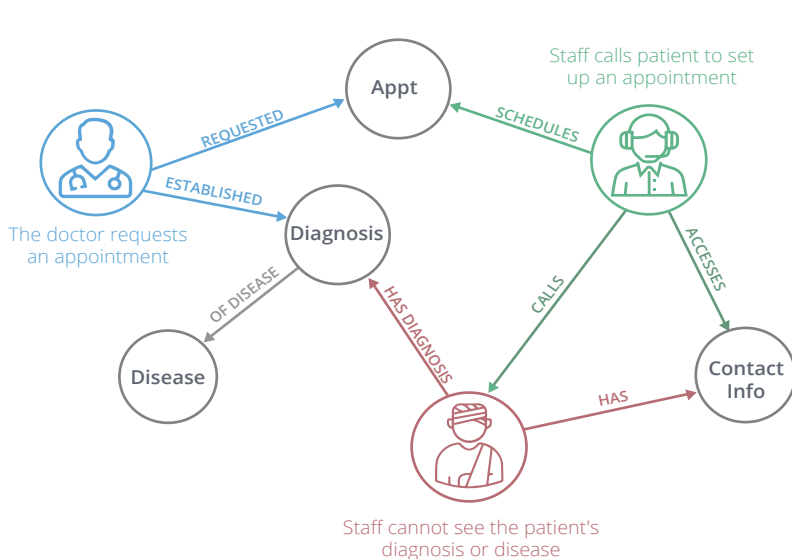 Staff calls patient to set
up an appointment
Appt
REQUESTED
SCHEDULES
ESTABLISHED
The doctor requests
an appointment
Diagnosis
ACCESSES
OF DISEASE
CALLS
HAS DIAGNOSIS
Disease
Contact
Info
HAS
Staff cannot see the patient's
diagnosis or disease